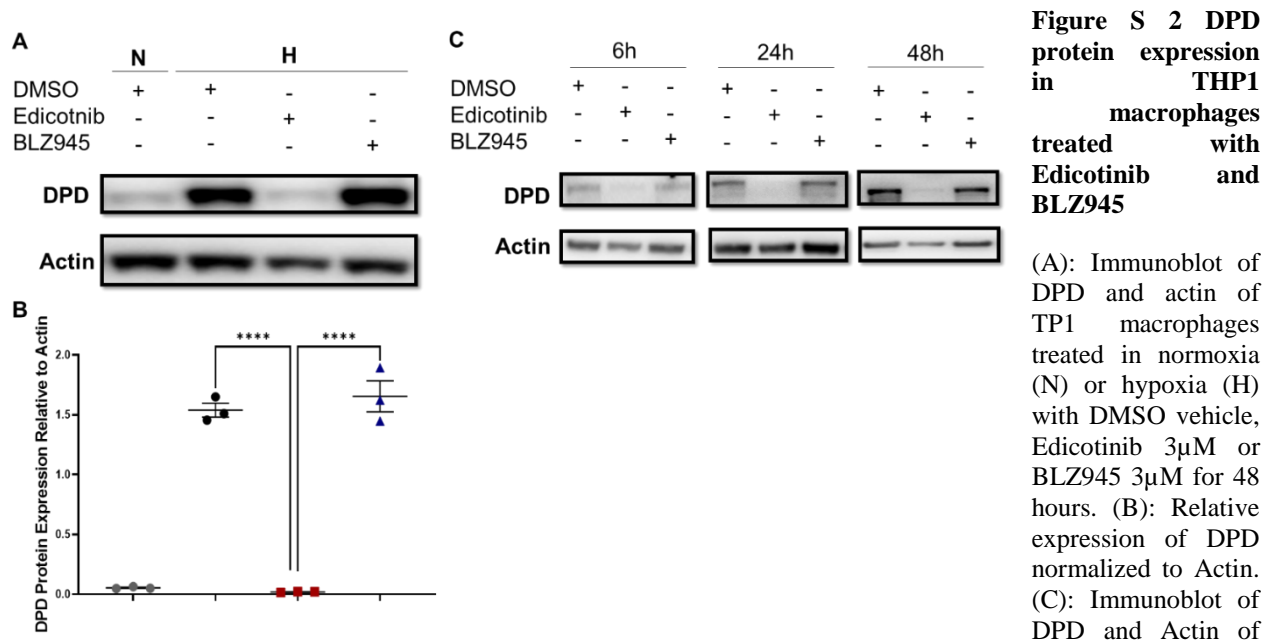 A
N H
DMSO + + - -
Edicotnib - - + -
BLZ945 - - - +
DPD
Actin
B
DPD Protein Expression Relative to Actin
**** ****
2.0
1.5
1.0
0.5
0.0
C
6h 24h 48h
DMSO + - - + - - + - -
Edicotinib - + - - + - - + -
BLZ945 - - + - - + - - +
DPD
Actin
Figure S 2 DPD
protein expression
in THP1
macrophages
treated with
Edicotinib and
BLZ945
(A): Immunoblot of
DPD and actin of
TP1 macrophages
treated in normoxia
(N) or hypoxia (H)
with DMSO vehicle,
Edicotinib 3µM or
BLZ945 3µM for 48
hours. (B): Relative
expression of DPD
normalized to Actin.
(C): Immunoblot of
DPD and Actin of